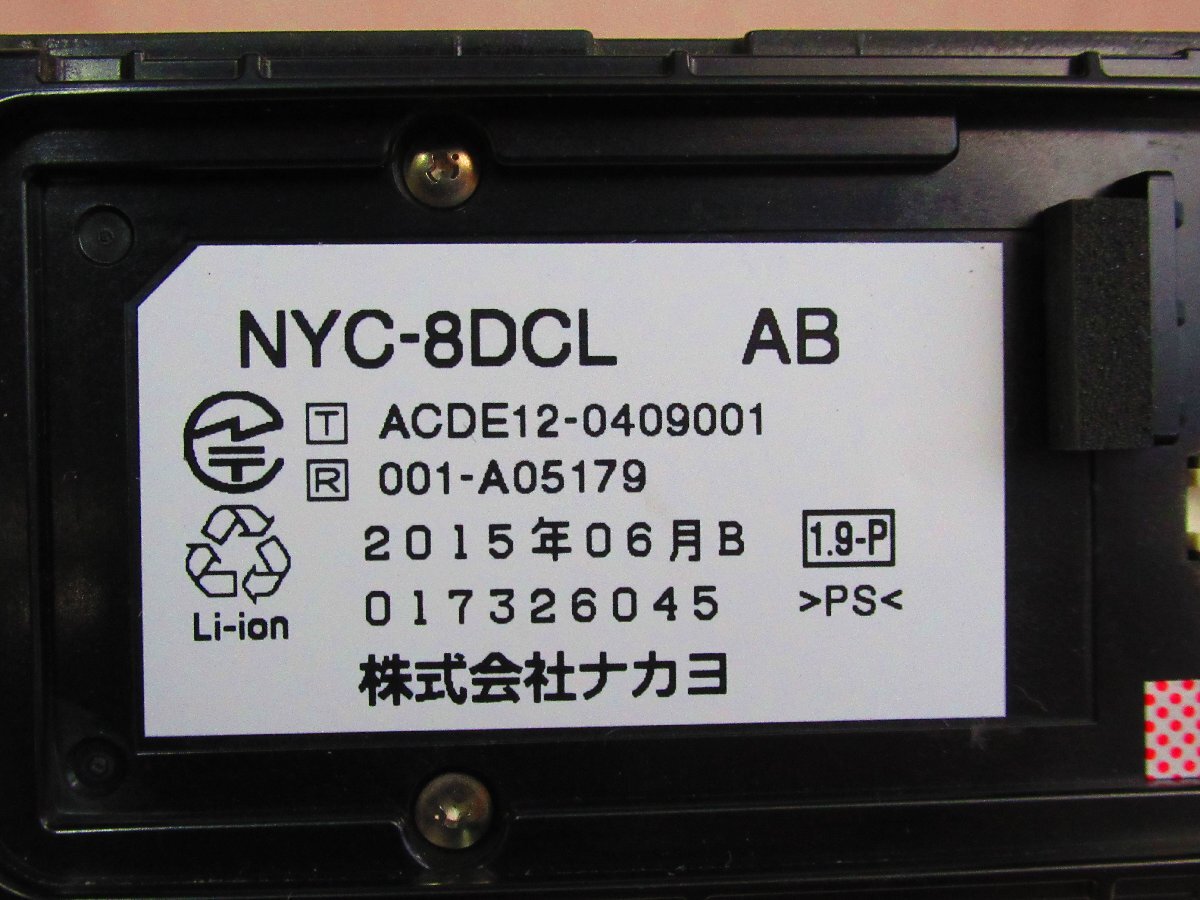 NYC-8DCL AB
T ACDE12-0409001
R 001-A05179
2015年06月B 1.9-P
017326045 >PS<
Li-ion
株式会社ナカヨ